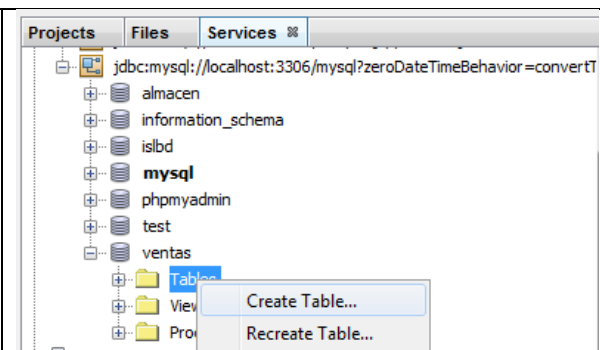 Projects Files Services
jdbc:mysql://localhost:3306/mysql?zeroDateTimeBehavior=convertT
almacen
information_schema
islbd
mysql
phpmyadmin
test
ventas
Tables
Create Table...
Recreate Table...